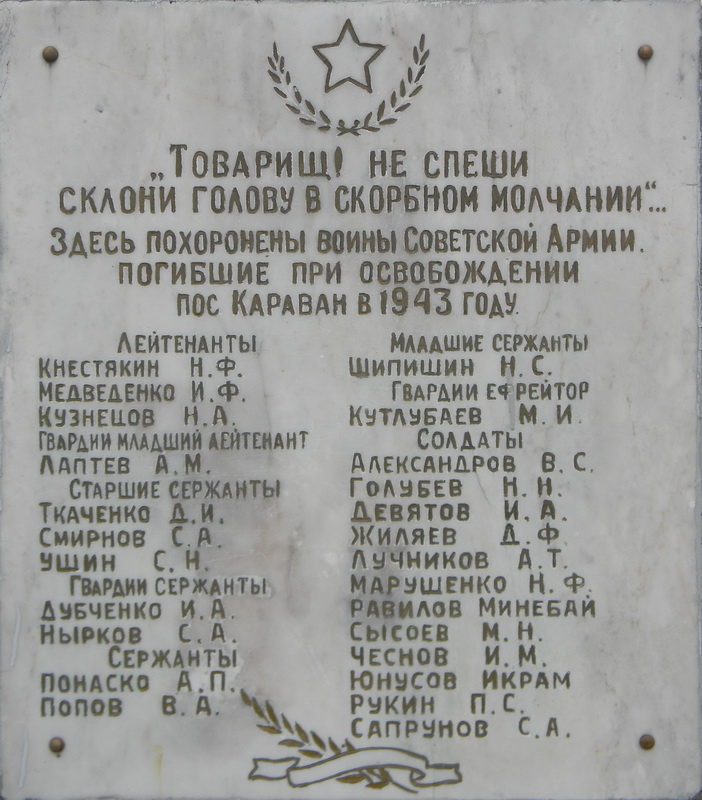 „Товарищ! не спеши
склони голову в скорбном молчании“...
Здесь похоронены воины Советской Армии.
погибшие при освобождении
пос Караван в 1943 году.
Лейтенанты
Кнестякин Н.Ф.
Медведенко И.Ф.
Кузнецов Н.А.
Гвардии младший лейтенант
Лаптев А.М.
Старшие сержанты
Ткаченко Д.И.
Смирнов С.А.
Ушин С.Н.
Гвардии сержанты
Дубченко И.А.
Нырков С.А.
Сержанты
Понаско А.П.
Попов В.А.
Младшие сержанты
Шипишин Н.С.
Гвардии ефрейтор
Кутлубаев М.И.
Солдаты
Александров В.С.
Голубев Н.Н.
Девятов И.А.
Жиляев Д.Ф.
Лучников А.Т.
Марушенко Н.Ф.
Равилов Минебай
Сысоев М.Н.
Чеснов И.М.
Юнусов Икрам
Рукин П.С.
Сапрунов С.А.